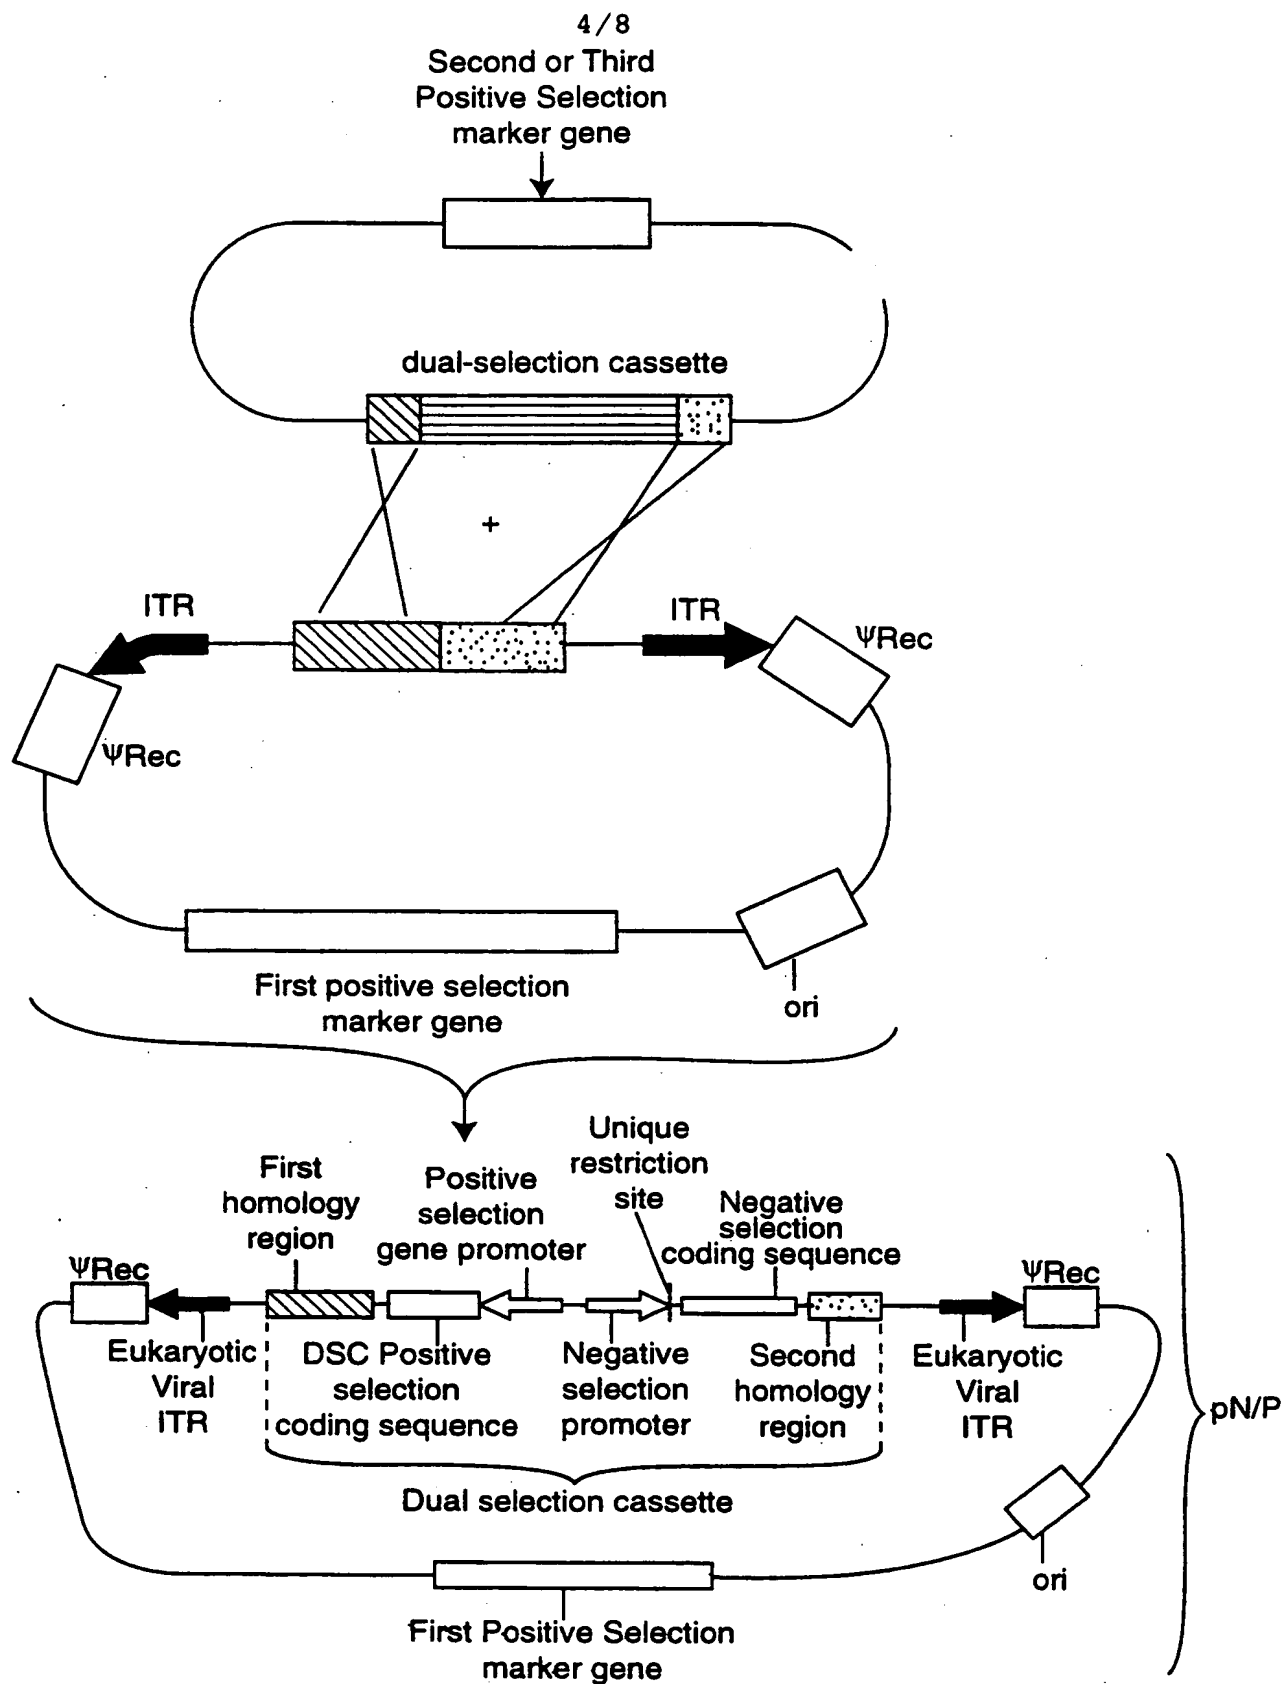 4/8
Second or Third
Positive Selection
marker gene
dual-selection cassette
+
ITR
ITR
ΨRec
ΨRec
First positive selection
marker gene
ori
Unique
restriction
site
First
homology
region
Positive
selection
gene promoter
Negative
selection
coding sequence
ΨRec
ΨRec
Eukaryotic
Viral
ITR
DSC Positive
selection
coding sequence
Negative
selection
promoter
Second
homology
region
Eukaryotic
Viral
ITR
pN/P
Dual selection cassette
ori
First Positive Selection
marker gene